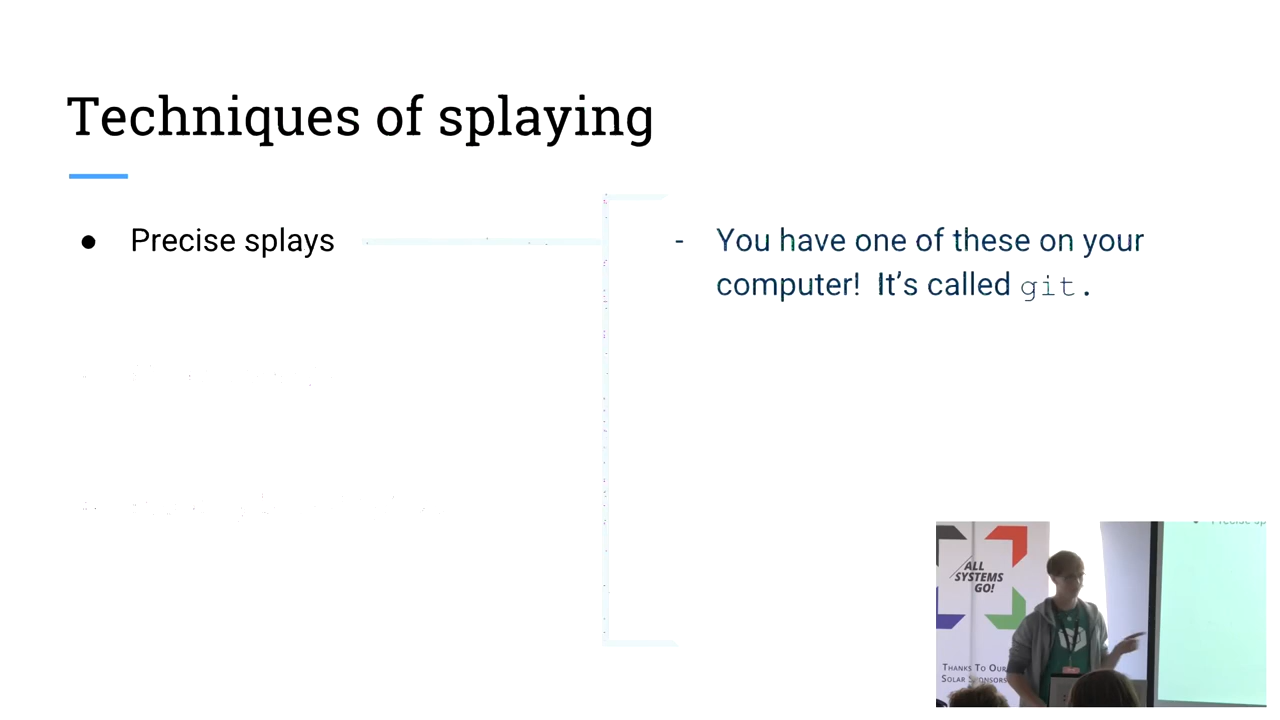 Techniques of splaying
● Precise splays
- You have one of these on your
computer! It's called git.
ALL
SYSTEMS
GO!
THANKS TO OUR
SOLAR SPONSORS